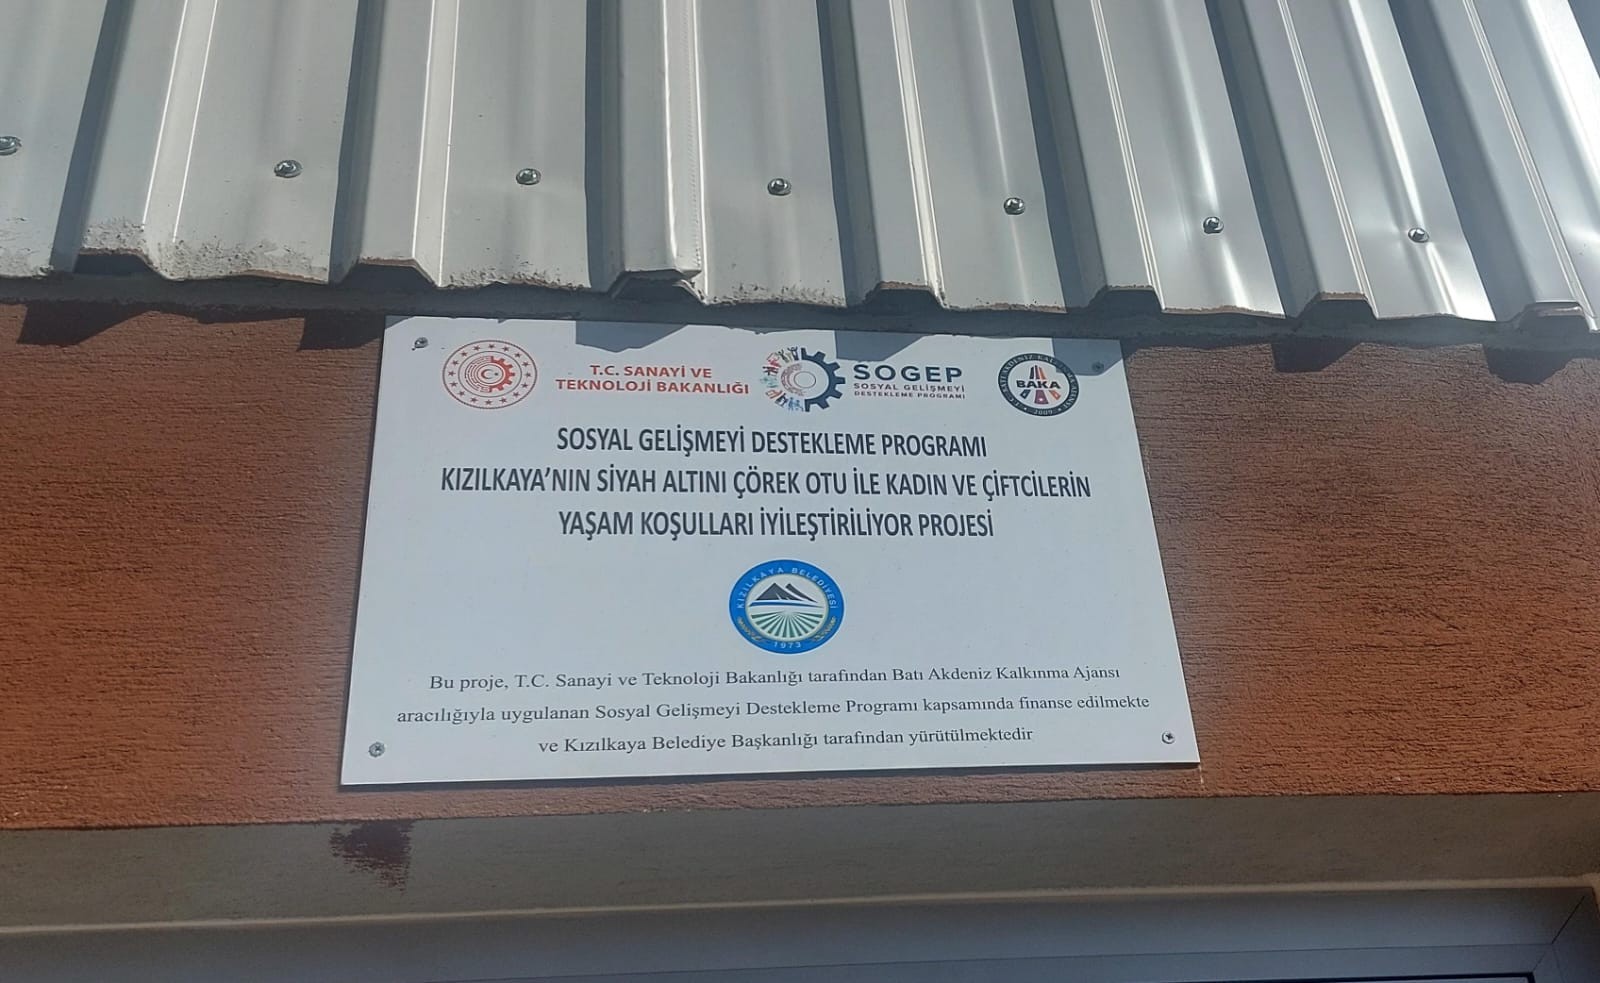 T.C. SANAYİ VE
TEKNOLOJİ BAKANLIĞI
SOGEP
SOSYAL GELİŞMEYİ
DESTEKLEME PROGRAMI
BAKA
2009
SOSYAL GELİŞMEYİ DESTEKLEME PROGRAMI
KIZILKAYA’NIN SİYAH ALTINI ÇÖREK OTU İLE KADIN VE ÇİFTCİLERİN
YAŞAM KOŞULLARI İYİLEŞTİRİLİYOR PROJESİ
KIZILKAYA BELEDİYESİ
1973
Bu proje, T.C. Sanayi ve Teknoloji Bakanlığı tarafından Batı Akdeniz Kalkınma Ajansı
aracılığıyla uygulanan Sosyal Gelişmeyi Destekleme Programı kapsamında finanse edilmekte
ve Kızılkaya Belediye Başkanlığı tarafından yürütülmektedir